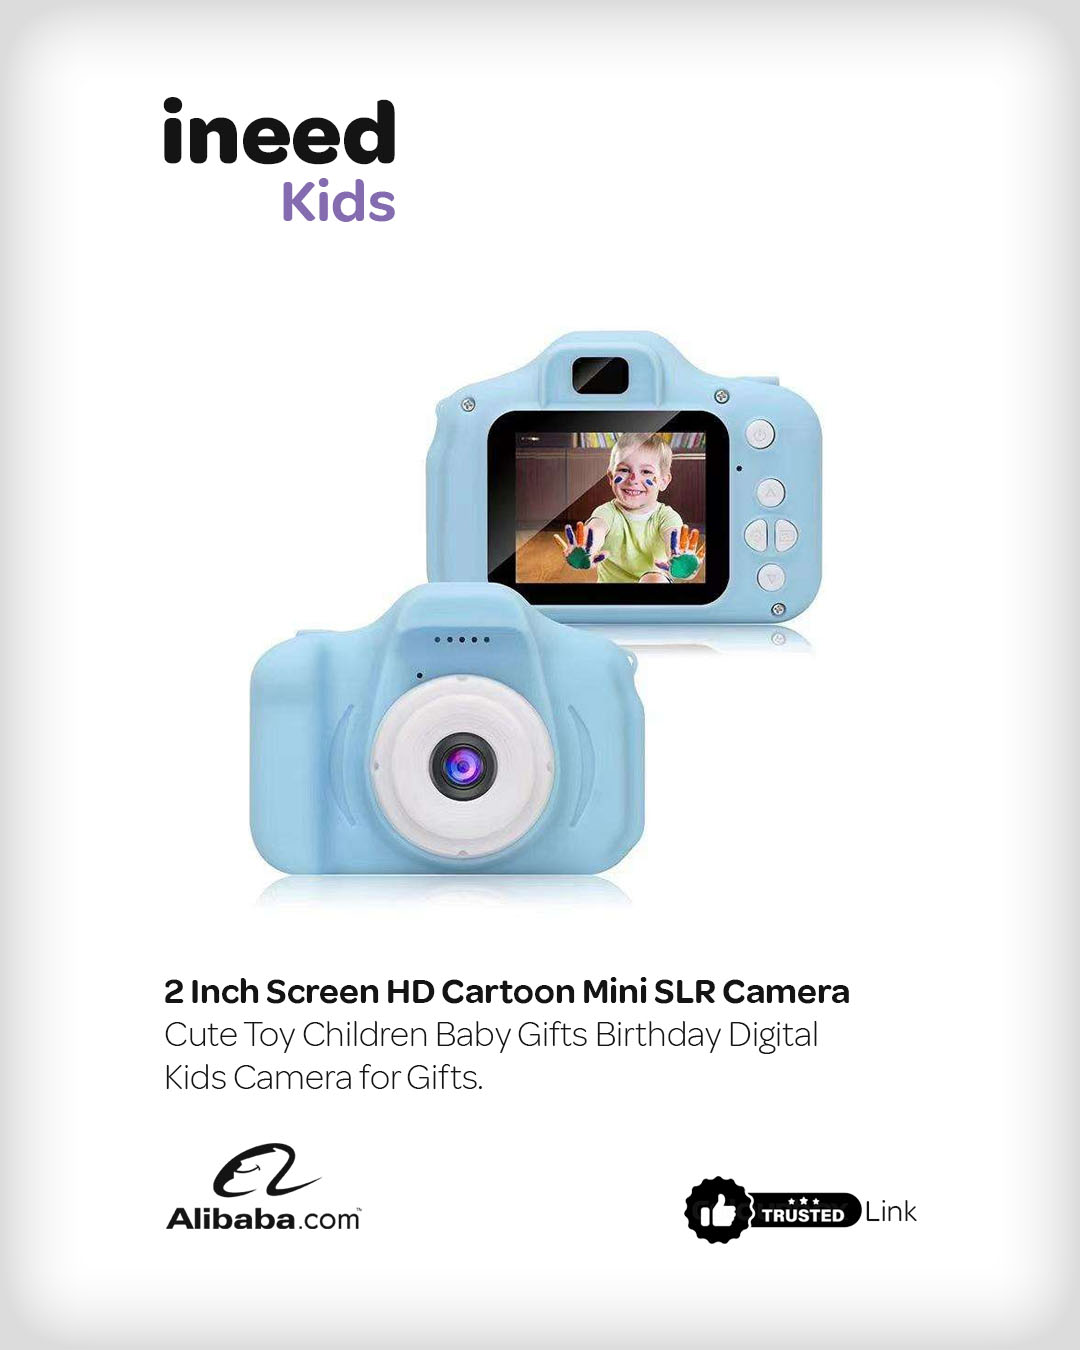 ineed
Kids
2 Inch Screen HD Cartoon Mini SLR Camera
Cute Toy Children Baby Gifts Birthday Digital
Kids Camera for Gifts.
Alibaba.com
TRUSTED Link